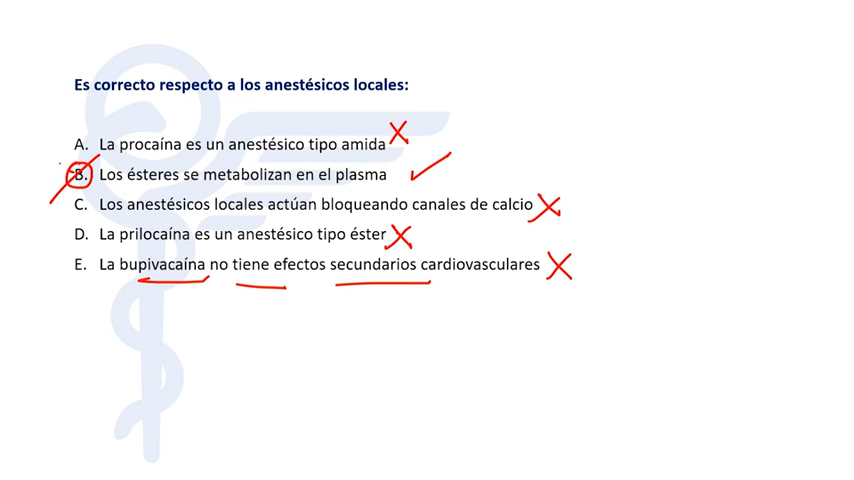 Es correcto respecto a los anestésicos locales:
A. La procaína es un anestésico tipo amida
B. Los ésteres se metabolizan en el plasma
C. Los anestésicos locales actúan bloqueando canales de calcio
D. La prilocaína es un anestésico tipo éster
E. La bupivacaína no tiene efectos secundarios cardiovasculares